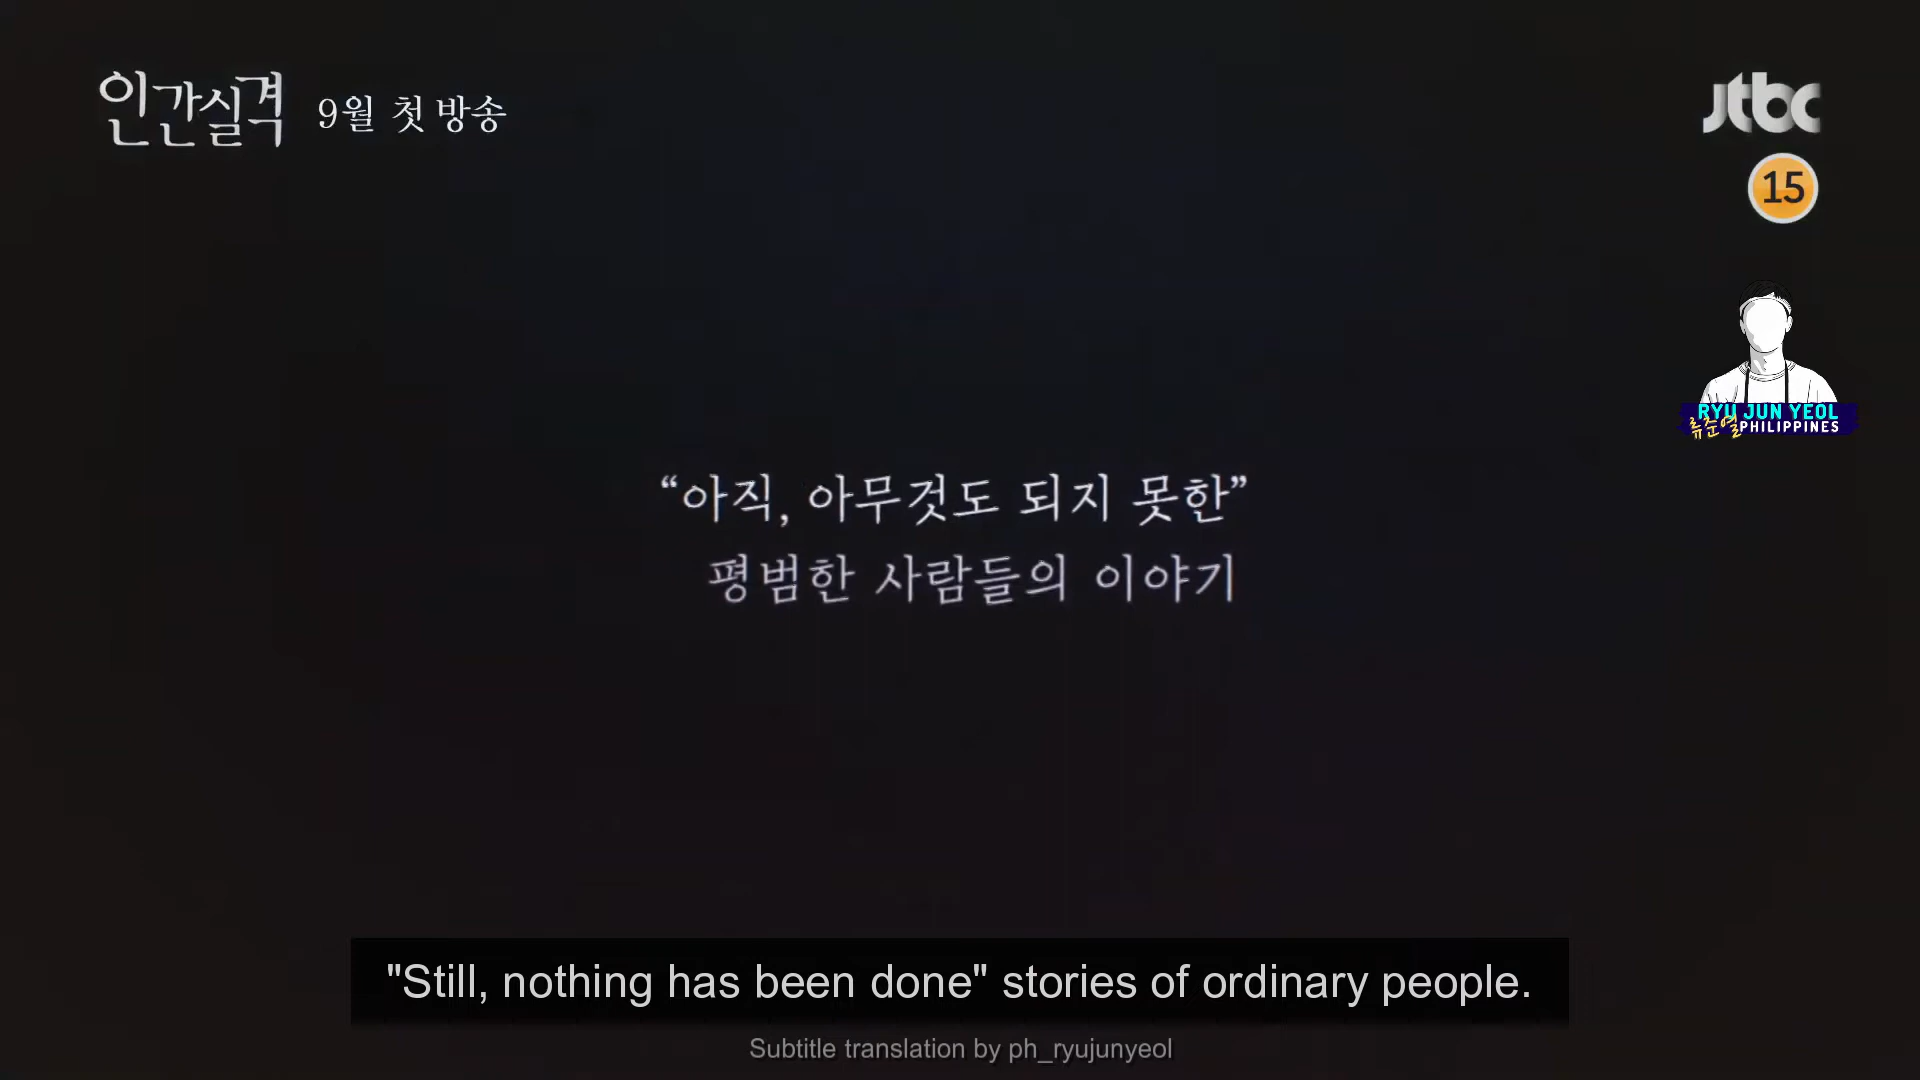 인간실격 9월 첫 방송
jtbc
15
RYU JUN YEOL
류준열 PHILIPPINES
“아직, 아무것도 되지 못한”
평범한 사람들의 이야기
"Still, nothing has been done" stories of ordinary people.
Subtitle translation by ph_ryujunyeol